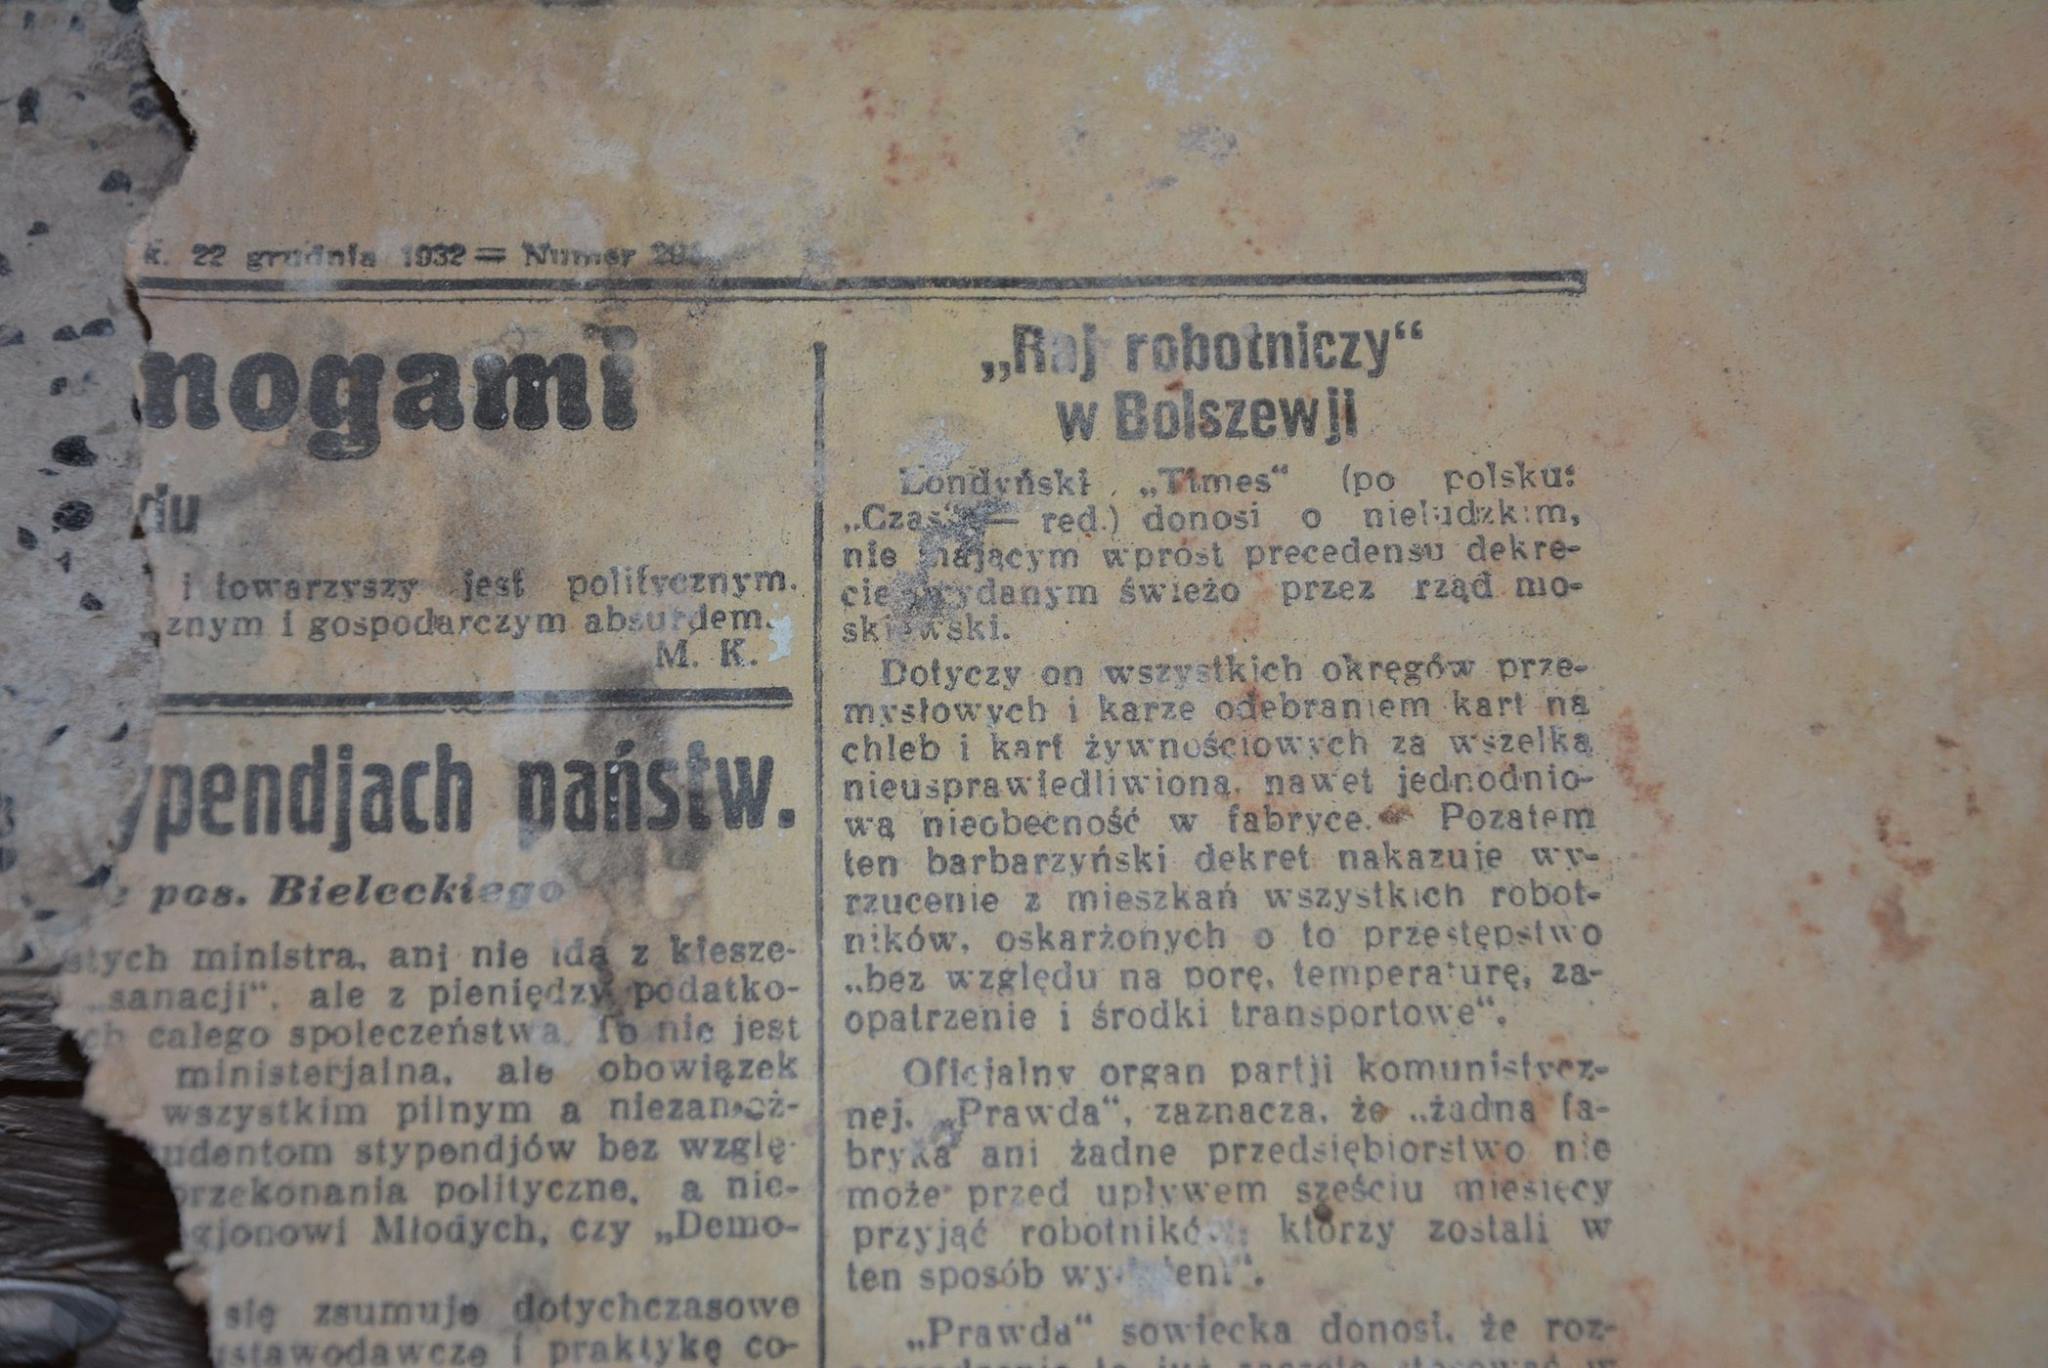 k. 22 grudnia 1932 = Numer
nogami
du
i towarzyszy jest politycznym,
znym i gospodarczym absurdem.
M. K.
ypendjach państw.
pos. Bieleckiego
stych ministra, ani nie idą z kiesze-
„sanacji“, ale z pieniędzy podatko-
ch całego społeczeństwa. To nie jest
ministerjalna, ale obowiązek
wszystkim pilnym a niezamoż-
udentom stypendjów bez wzglę-
przekonania polityczne, a nie-
egjonowi Młodych, czy „Demo-
się zsumuje dotychczasowe
ustawodawcze i praktykę co-
„Raj robotniczy“
w Bolszewji
Londyński „Times“ (po polsku:
„Czas“ — red.) donosi o nieludzkim,
nie mającym wprost precedensu dekre-
cie wydanym świeżo przez rząd mo-
skiewski.
Dotyczy on wszystkich okręgów prze-
mysłowych i karze odebraniem kart na
chleb i kart żywnościowych za wszelką
nieusprawiedliwioną, nawet jednodnio-
wą nieobecność w fabryce. Pozatem
ten barbarzyński dekret nakazuje wy-
rzucenie z mieszkań wszystkich robot-
ników, oskarżonych o to przestępstwo
„bez względu na porę, temperaturę, za-
opatrzenie i środki transportowe“.
Oficjalny organ partji komunistycz-
nej, „Prawda“, zaznacza, że „żadna fa-
bryka ani żadne przedsiębiorstwo nie
może przed upływem sześciu miesięcy
przyjąć robotników, którzy zostali w
ten sposób
„Prawda“ sowiecka donosi, że roz-